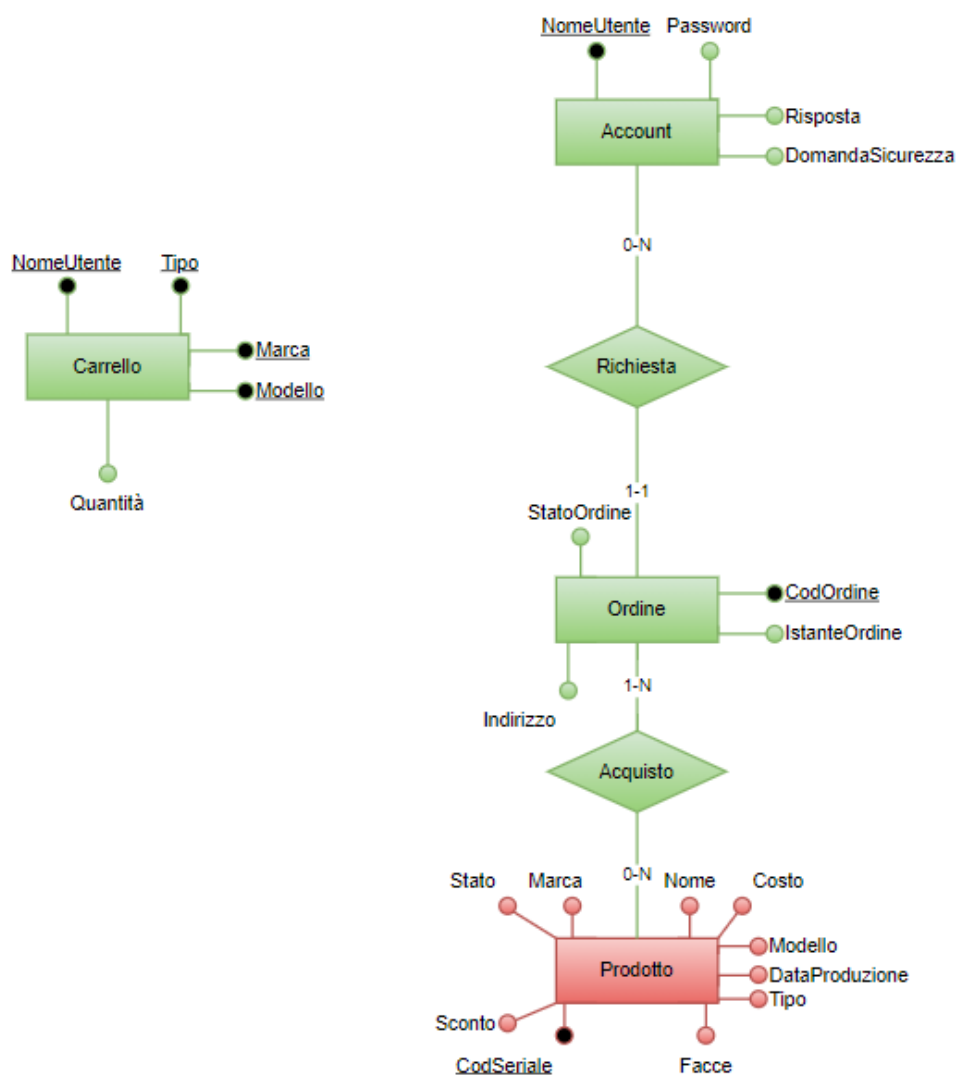 NomeUtente Password
Account
Risposta
DomandaSicurezza
0-N
NomeUtente Tipo
Carrello
Marca
Modello
Quantità
Richiesta
1-1
StatoOrdine
Ordine
CodOrdine
IstanteOrdine
1-N
Indirizzo
Acquisto
0-N
Stato Marca Nome Costo
Prodotto
Modello
DataProduzione
Tipo
Sconto
CodSeriale Facce